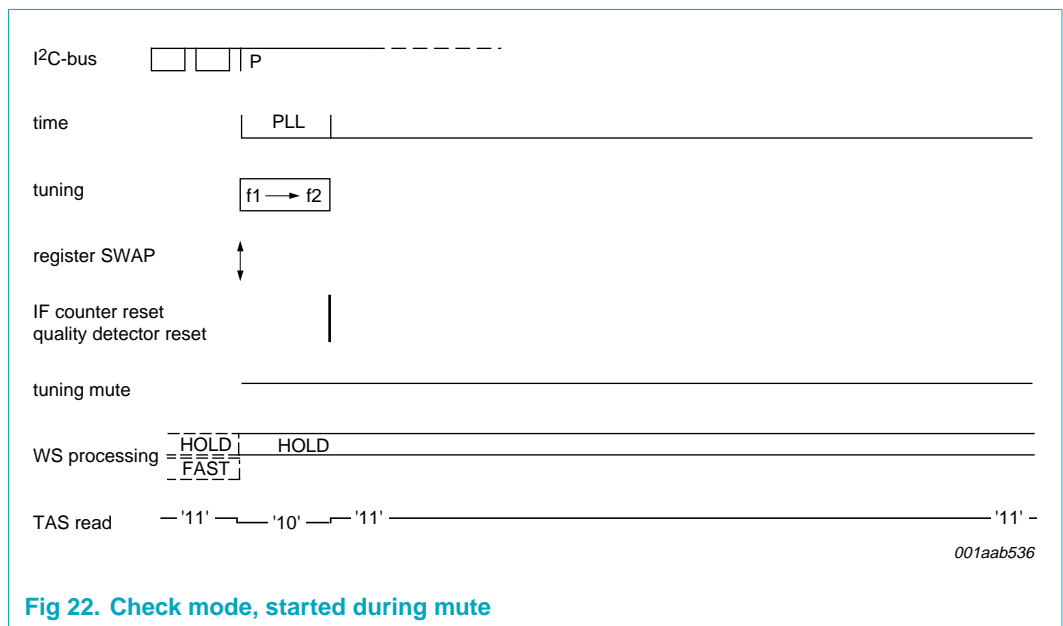 I²C-bus P
time PLL
tuning f1 → f2
register SWAP
IF counter reset
quality detector reset
tuning mute
WS processing HOLD HOLD
FAST
TAS read '11' '10' '11' '11'
001aab536
Fig 22. Check mode, started during mute